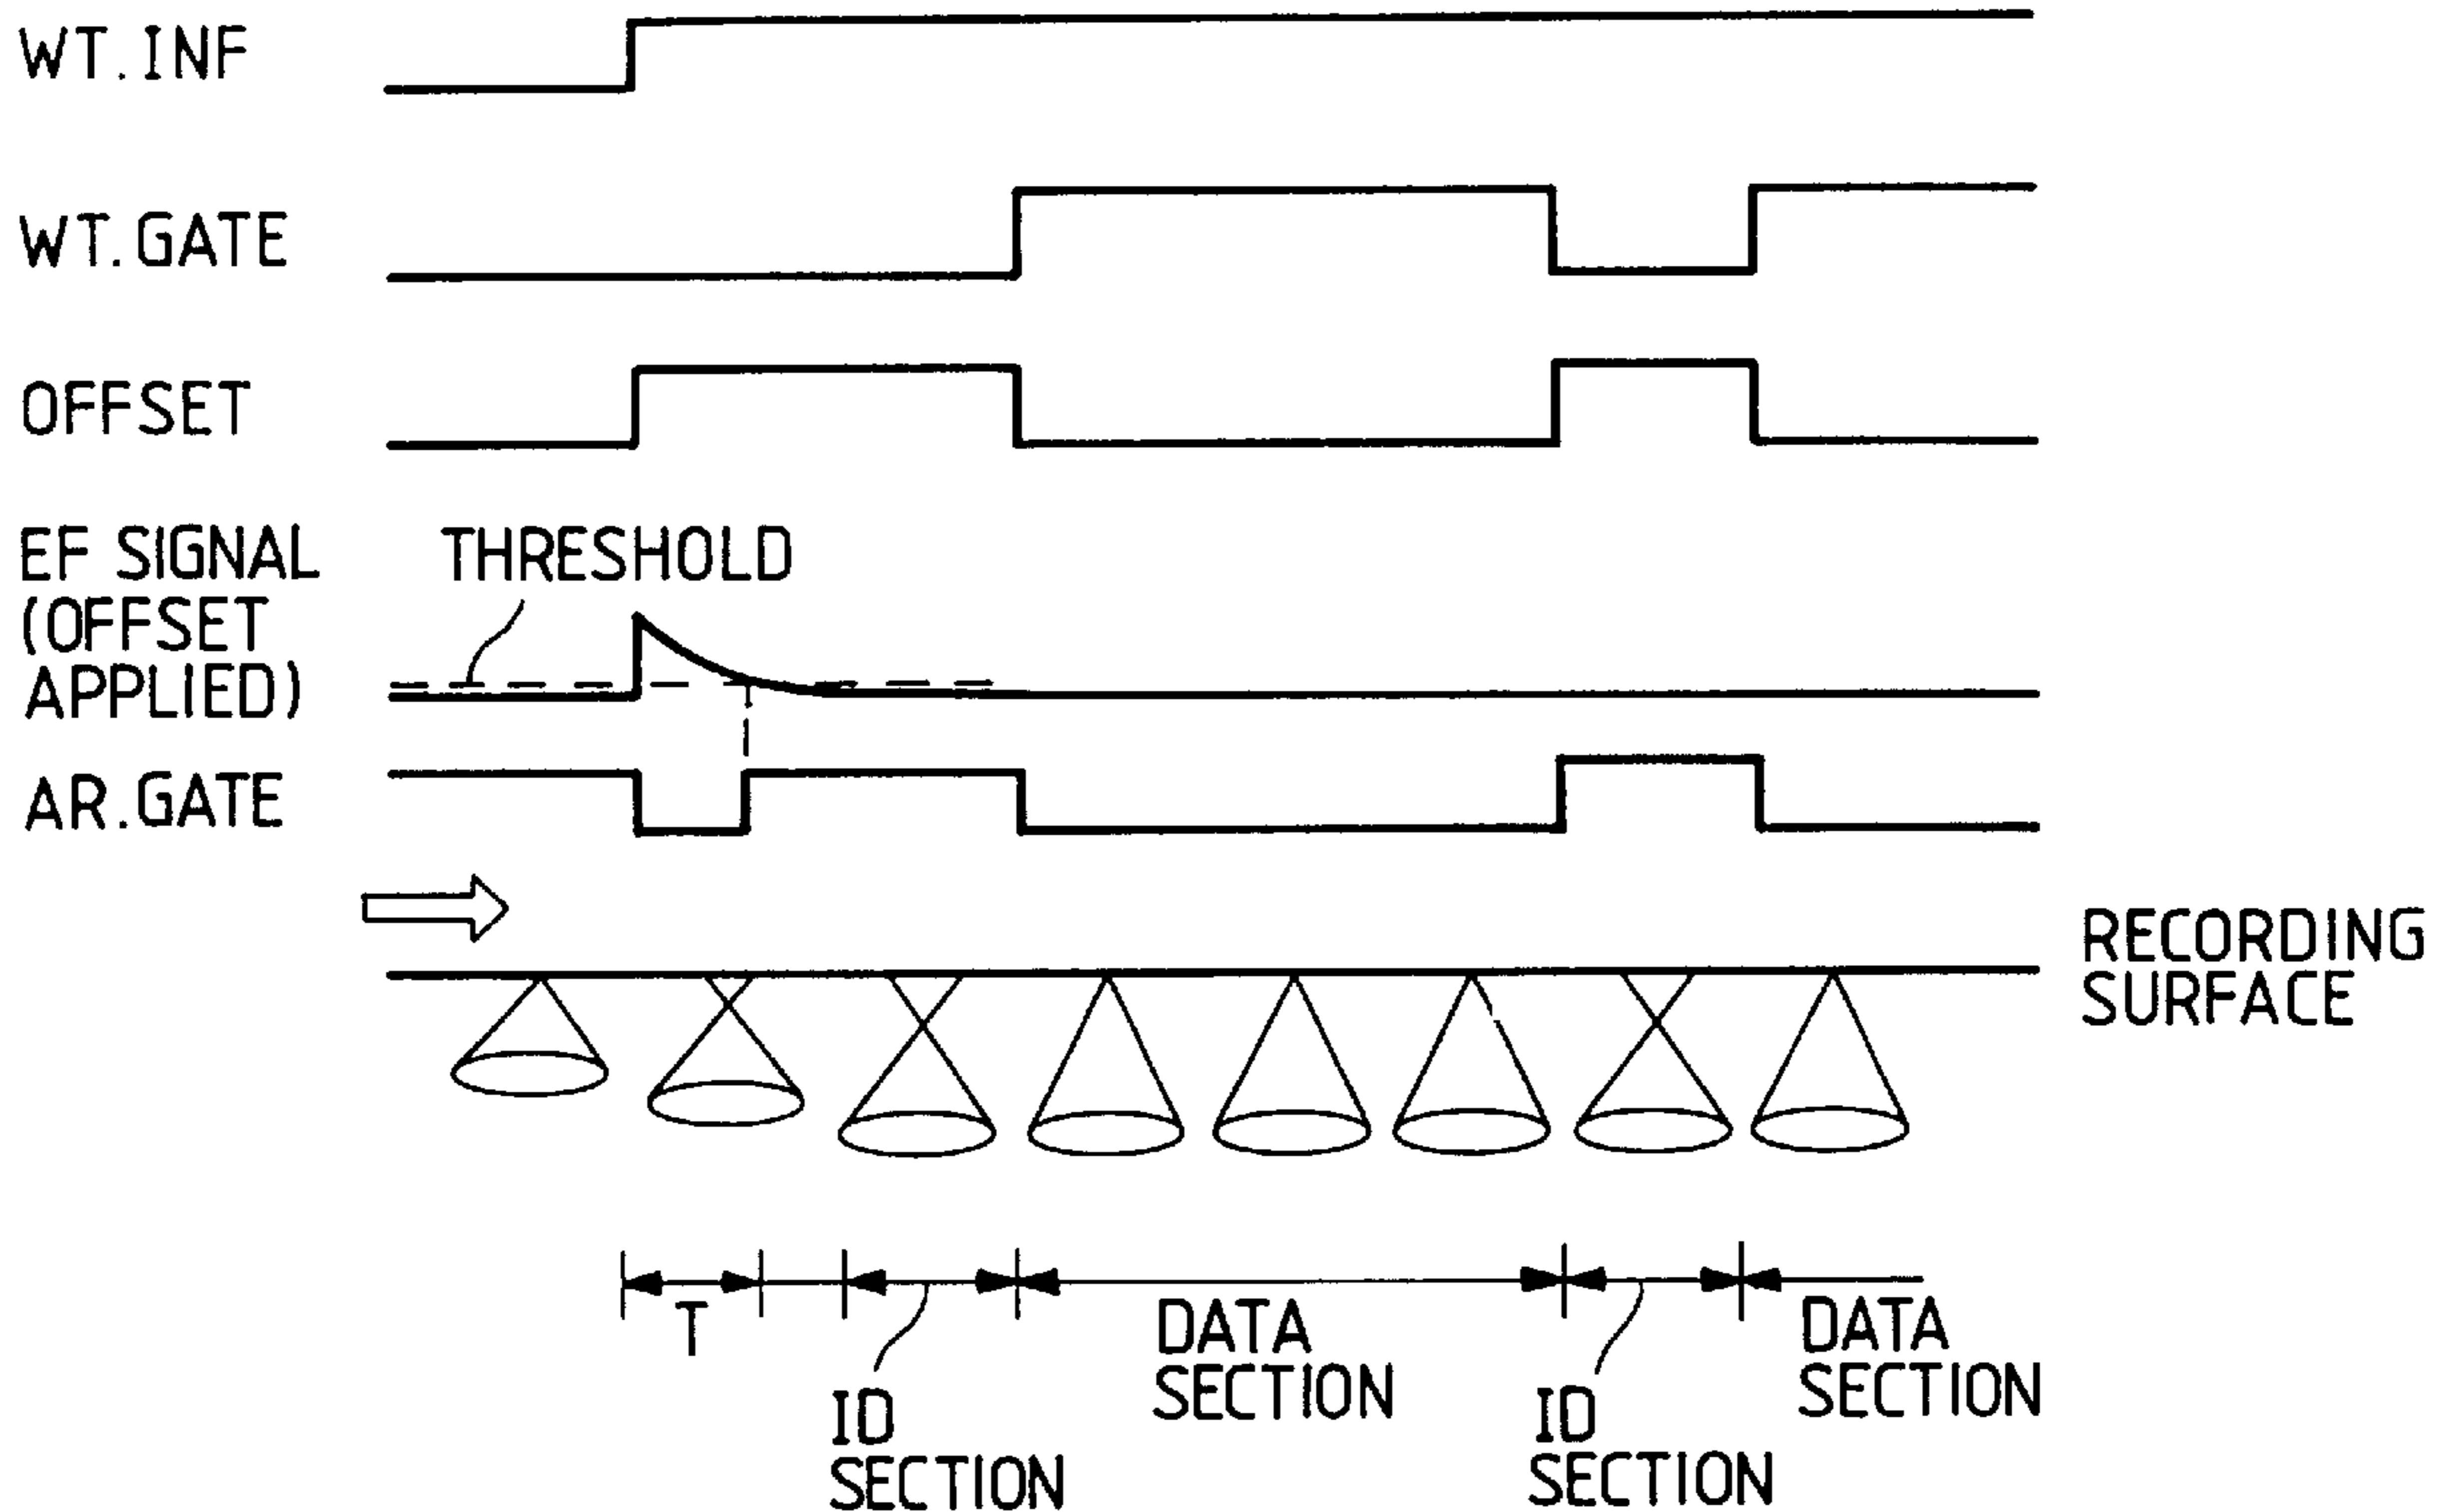 WT.INF
WT.GATE
OFFSET
EF SIGNAL
(OFFSET
APPLIED)
THRESHOLD
AR.GATE
RECORDING
SURFACE
T
ID
SECTION
DATA
SECTION
ID
SECTION
DATA
SECTION